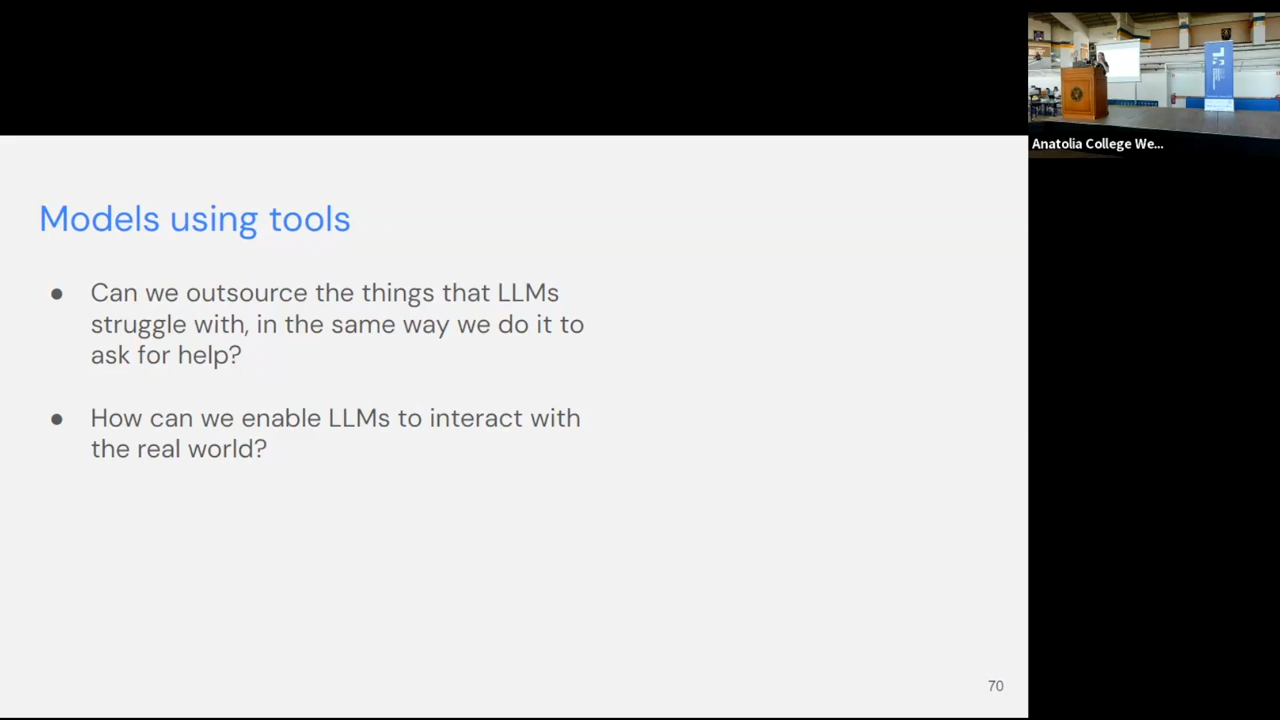 Models using tools
● Can we outsource the things that LLMs
struggle with, in the same way we do it to
ask for help?
● How can we enable LLMs to interact with
the real world?
70
Anatolia College We...